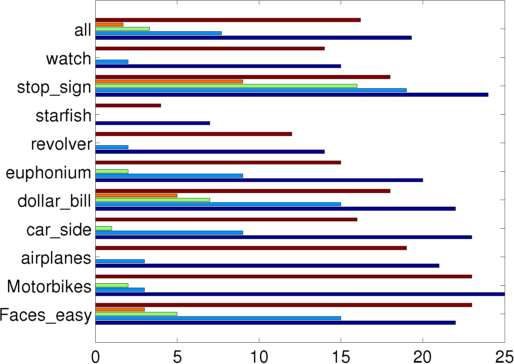 all
watch
stop_sign
starfish
revolver
euphonium
dollar_bill
car_side
airplanes
Motorbikes
Faces_easy
0 5 10 15 20 25